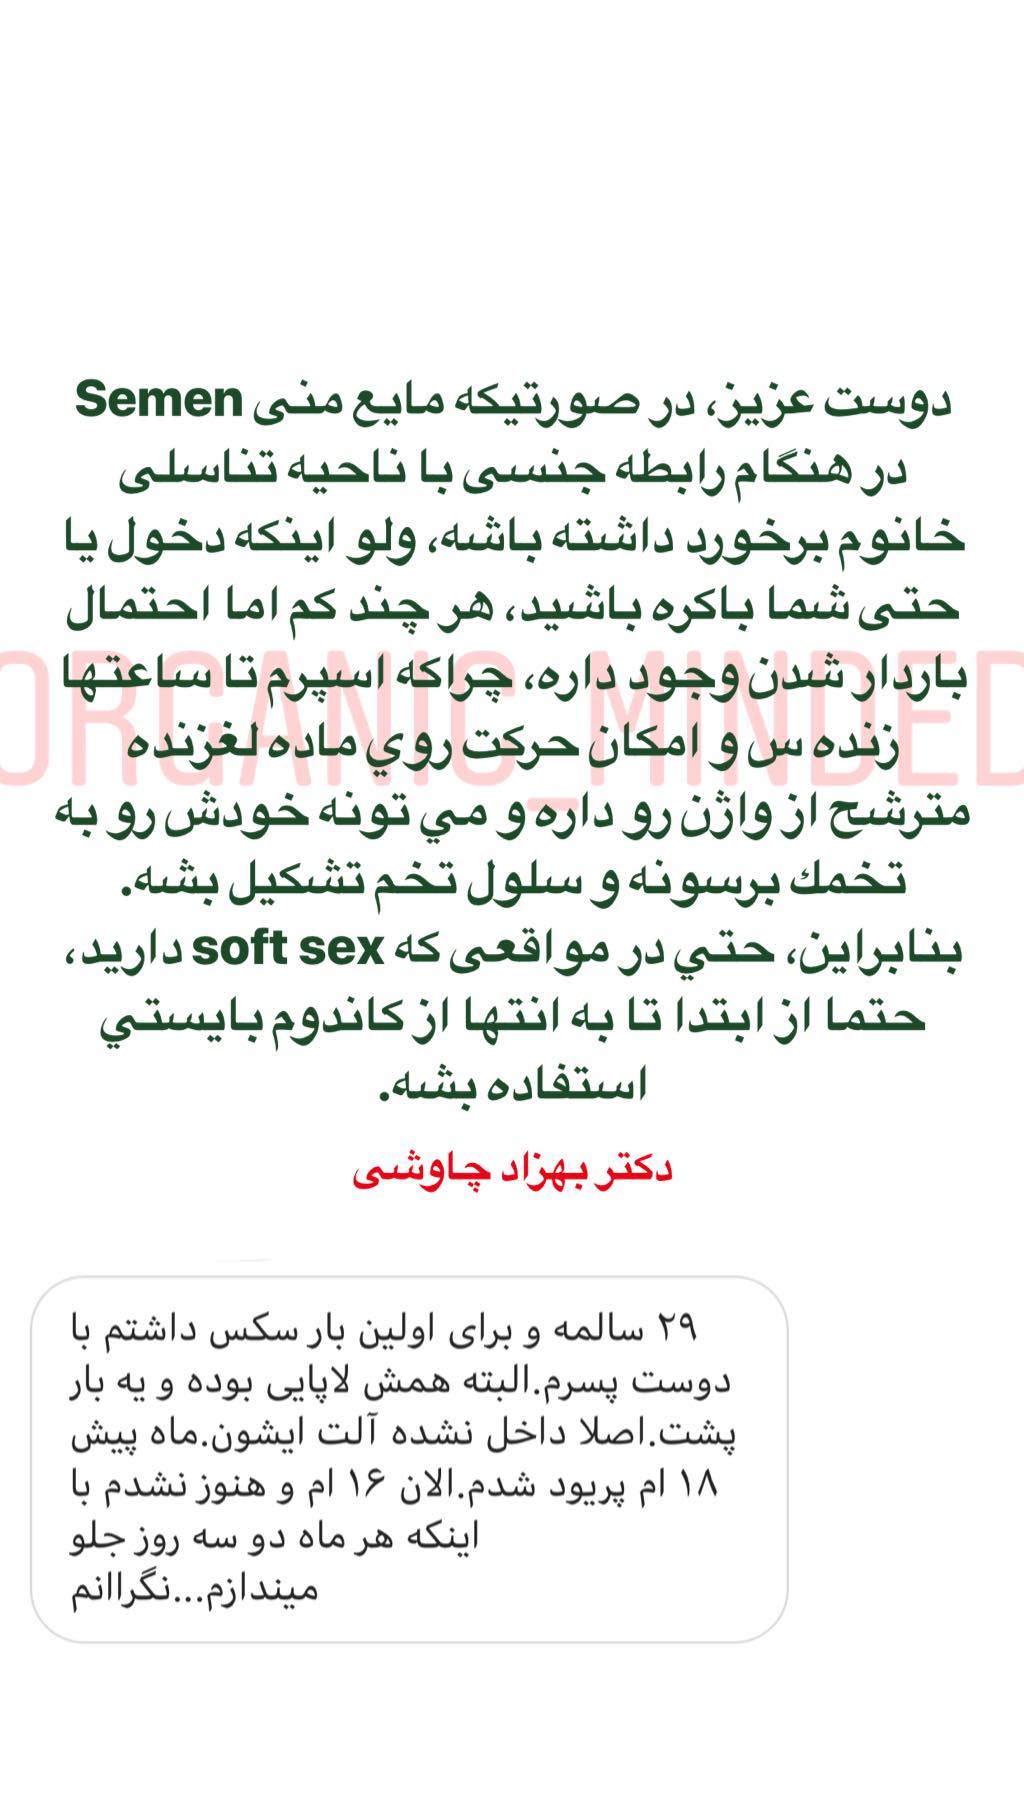 دوست عزیز، در صورتیکه مایع منی Semen
در هنگام رابطه جنسی با ناحیه تناسلی
خانوم برخورد داشته باشه، ولو اینکه دخول یا
حتی شما باکره باشید، هر چند کم اما احتمال
باردار شدن وجود داره، چراکه اسپرم تا ساعتها
زنده س و امکان حرکت روي ماده لغزنده
مترشح از واژن رو داره و مي تونه خودش رو به
تخمك برسونه و سلول تخم تشکیل بشه.
بنابراین، حتي در مواقعی که soft sex دارید،
حتما از ابتدا تا به انتها از کاندوم بایستي
استفاده بشه.
ORGANIC_MINDED
دکتر بهزاد چاوشی
۲۹ سالمه و برای اولین بار سکس داشتم با
دوست پسرم.البته همش لاپایی بوده و یه بار
پشت.اصلا داخل نشده آلت ایشون.ماه پیش
۱۸ ام پریود شدم.الان ۱۶ ام و هنوز نشدم با
اینکه هر ماه دو سه روز جلو
میندازم...نگراانم